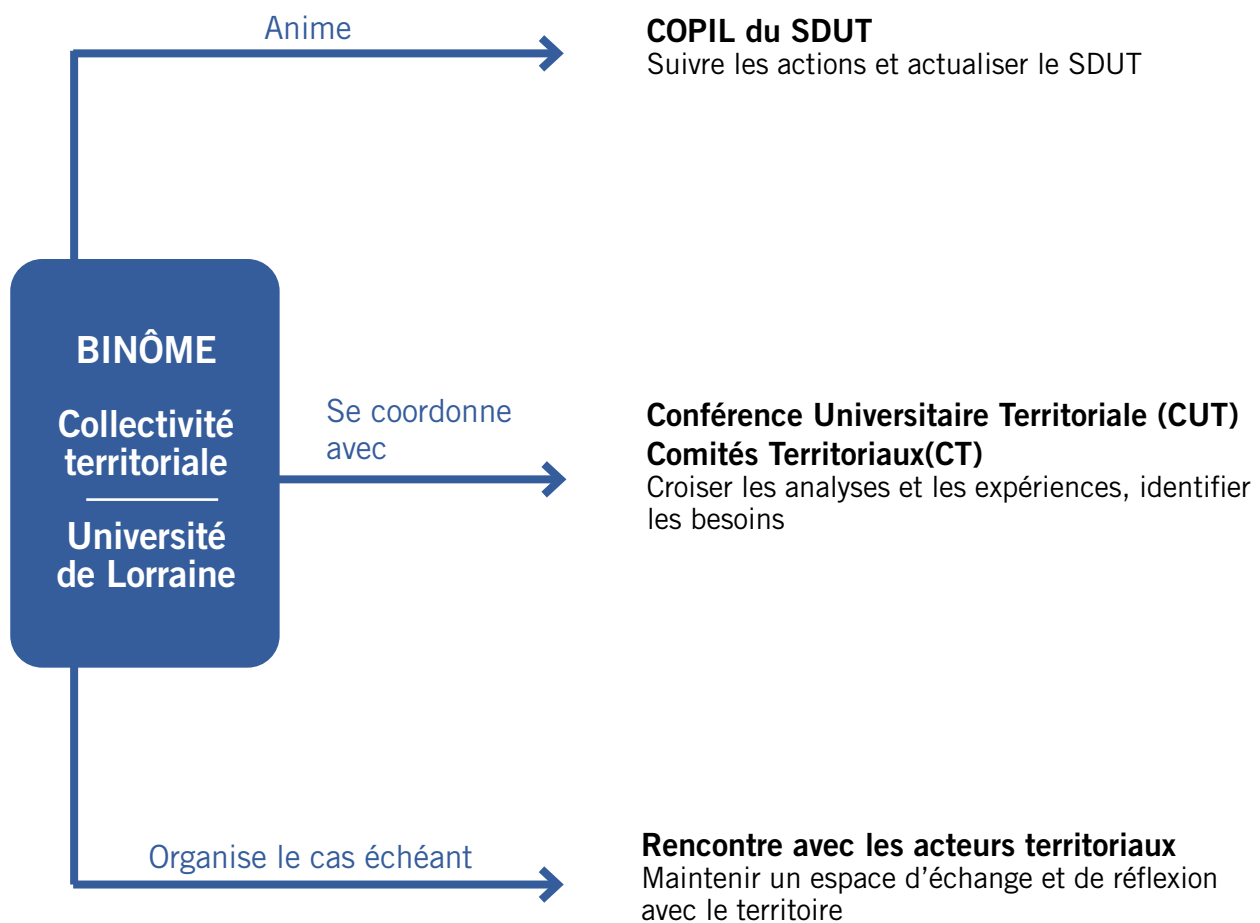 Anime
COPIL du SDUT
Suivre les actions et actualiser le SDUT
BINÔME
Collectivité
territoriale
Université
de Lorraine
Se coordonne
avec
Conférence Universitaire Territoriale (CUT)
Comités Territoriaux(CT)
Croiser les analyses et les expériences, identifier
les besoins
Organise le cas échéant
Rencontre avec les acteurs territoriaux
Maintenir un espace d’échange et de réflexion
avec le territoire